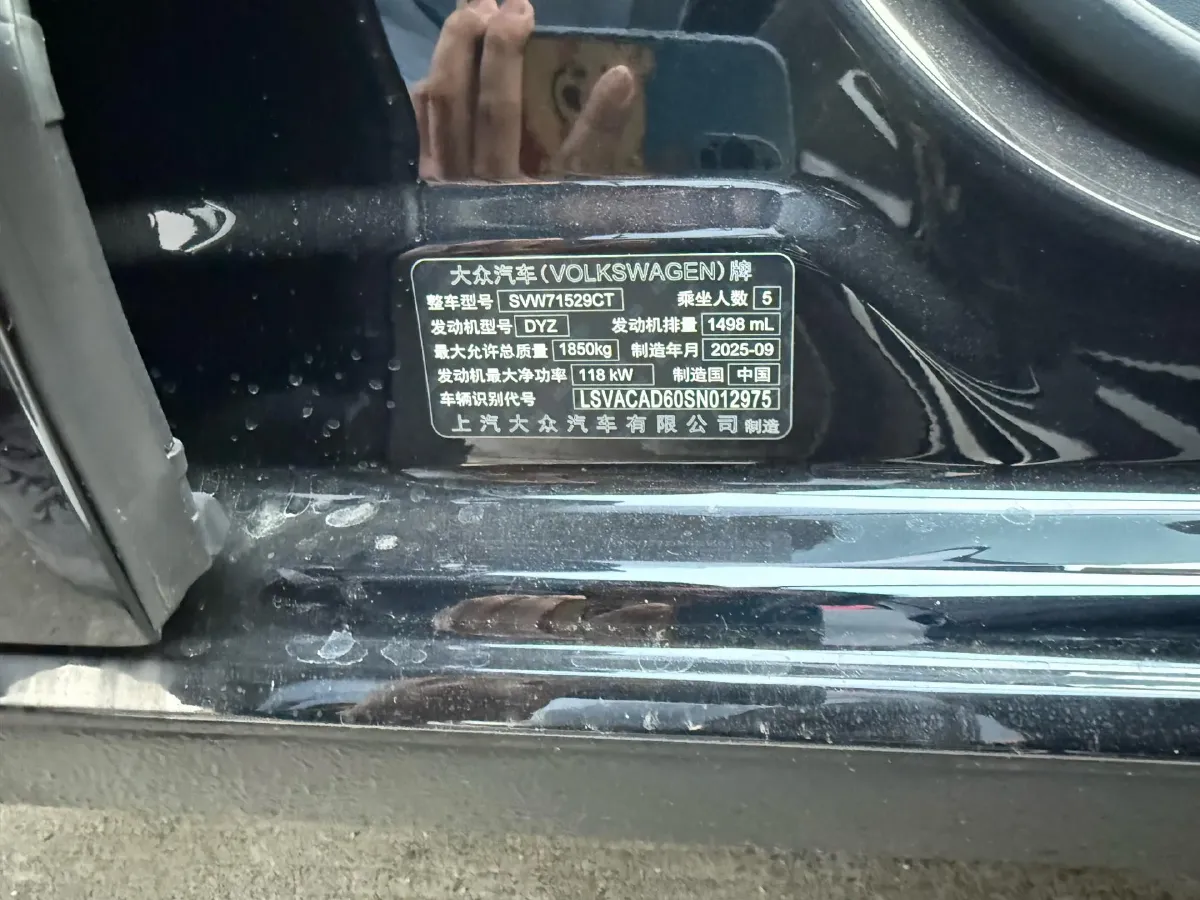 大众汽车(VOLKSWAGEN)牌
整车型号 SVW71529CT 乘坐人数 5
发动机型号 DYZ 发动机排量 1498 mL
最大允许总质量 1850kg 制造年月 2025-09
发动机最大净功率 118 kW 制造国 中国
车辆识别代号 LSVACAD60SN012975
上汽大众汽车有限公司制造